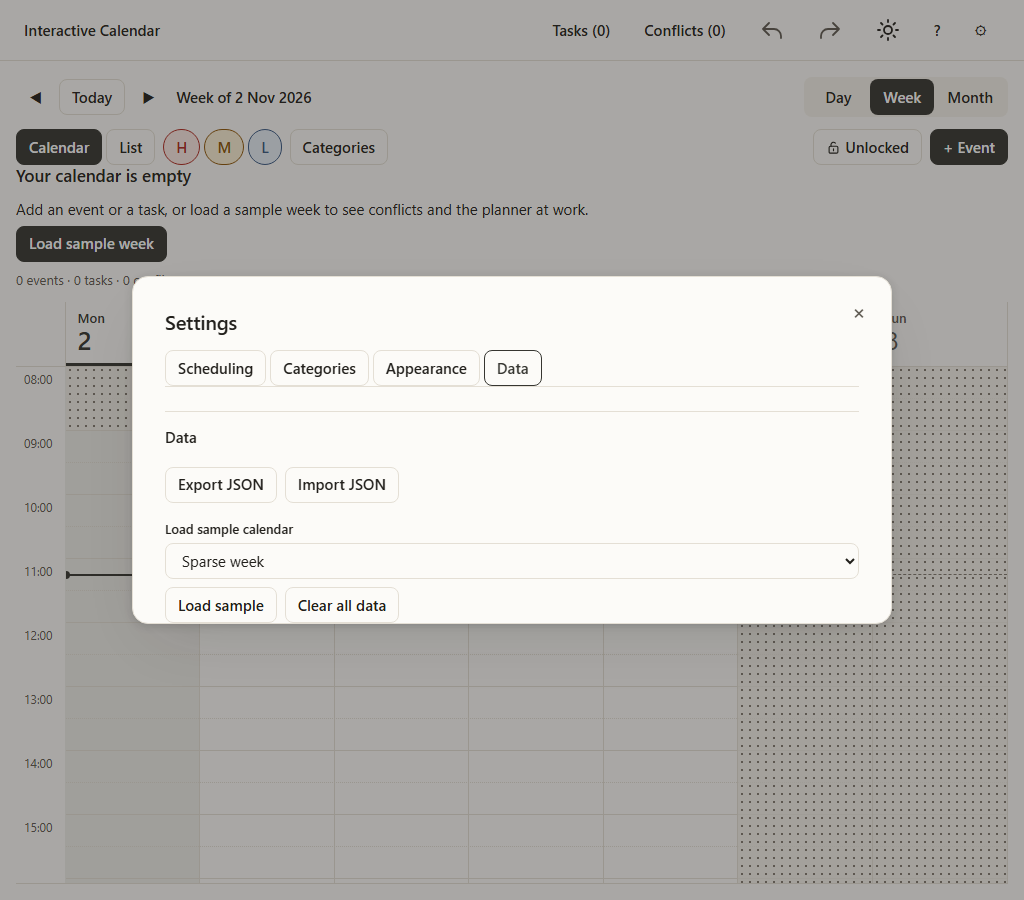 Interactive Calendar
Tasks (0) Conflicts (0) ?
Today Week of 2 Nov 2026 Day Week Month
Calendar List H M L Categories Unlocked + Event
Your calendar is empty
Add an event or a task, or load a sample week to see conflicts and the planner at work.
Load sample week
0 events · 0 tasks · 0
Mon
2
Settings
×
Scheduling Categories Appearance Data
Data
Export JSON Import JSON
Load sample calendar
Sparse week
Load sample Clear all data
08:00
09:00
10:00
11:00
12:00
13:00
14:00
15:00